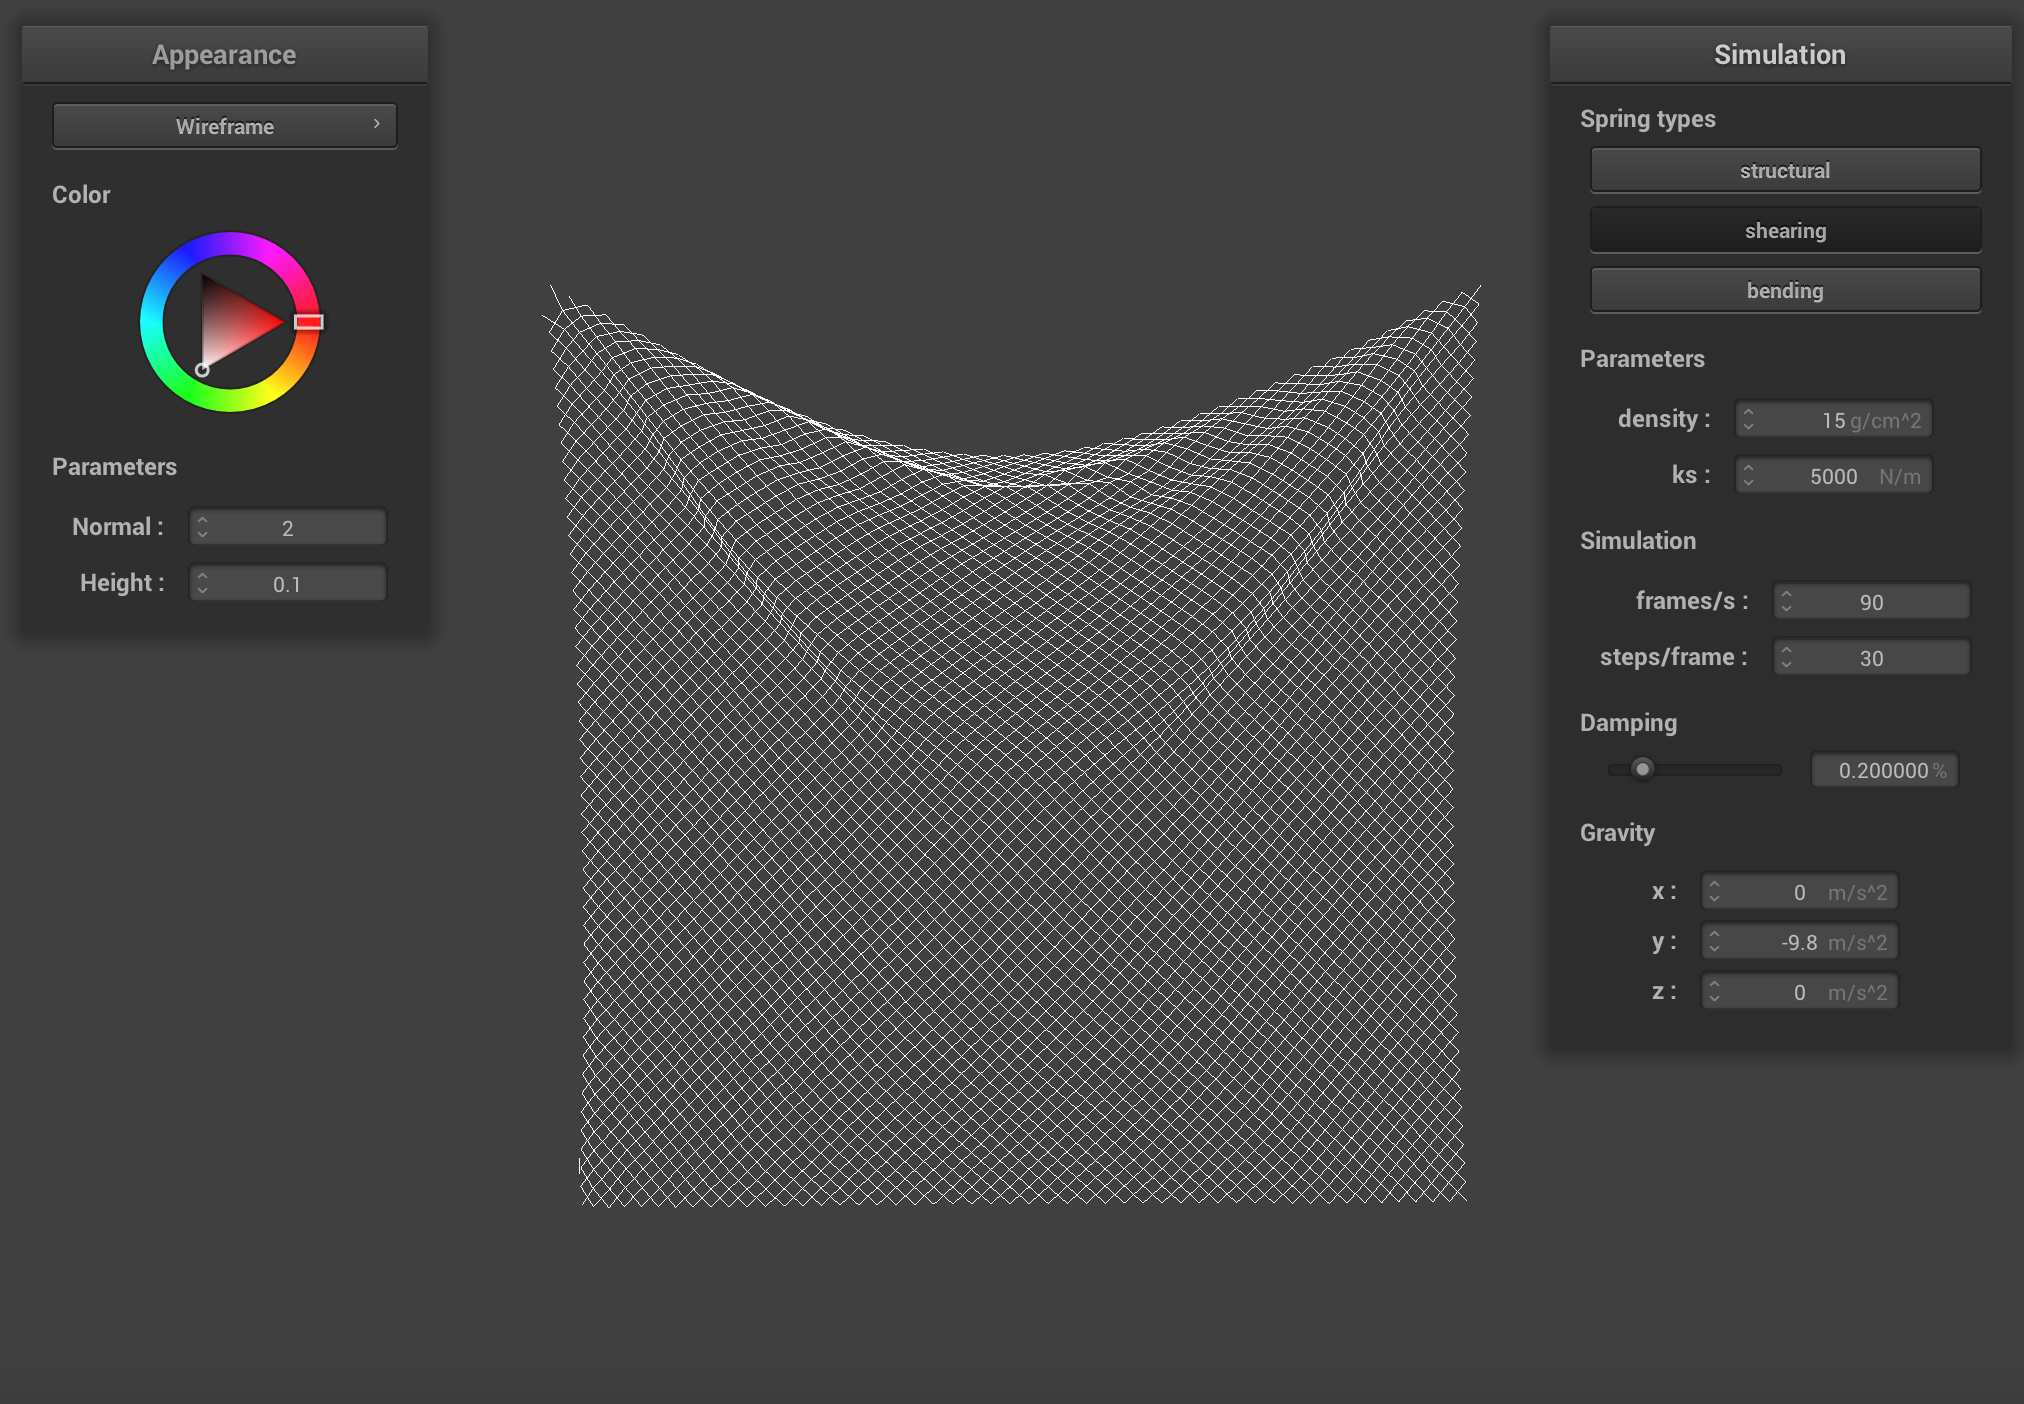 Appearance
Wireframe
Color
Parameters
Normal : 2
Height : 0.1
Simulation
Spring types
structural
shearing
bending
Parameters
density : 15 g/cm^2
ks : 5000 N/m
Simulation
frames/s : 90
steps/frame : 30
Damping
0.200000 %
Gravity
x : 0 m/s^2
y : -9.8 m/s^2
z : 0 m/s^2